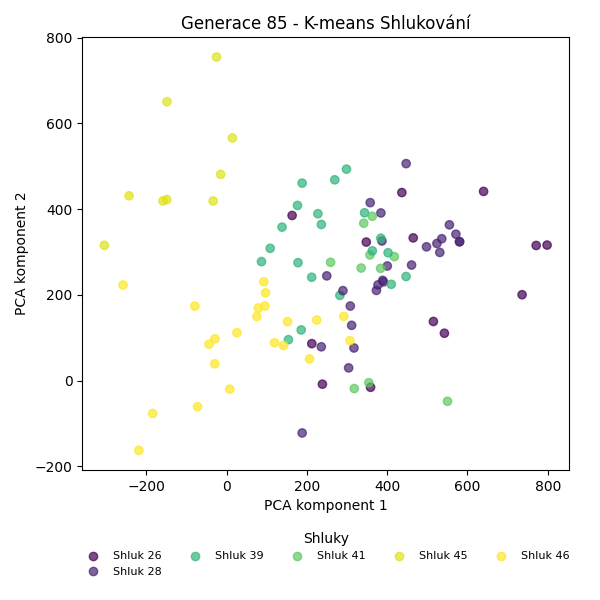 Generace 85 - K-means Shlukování
800
600
400
200
0
−200
PCA komponent 2
−200 0 200 400 600 800
PCA komponent 1
Shluky
Shluk 26 Shluk 39 Shluk 41 Shluk 45 Shluk 46
Shluk 28